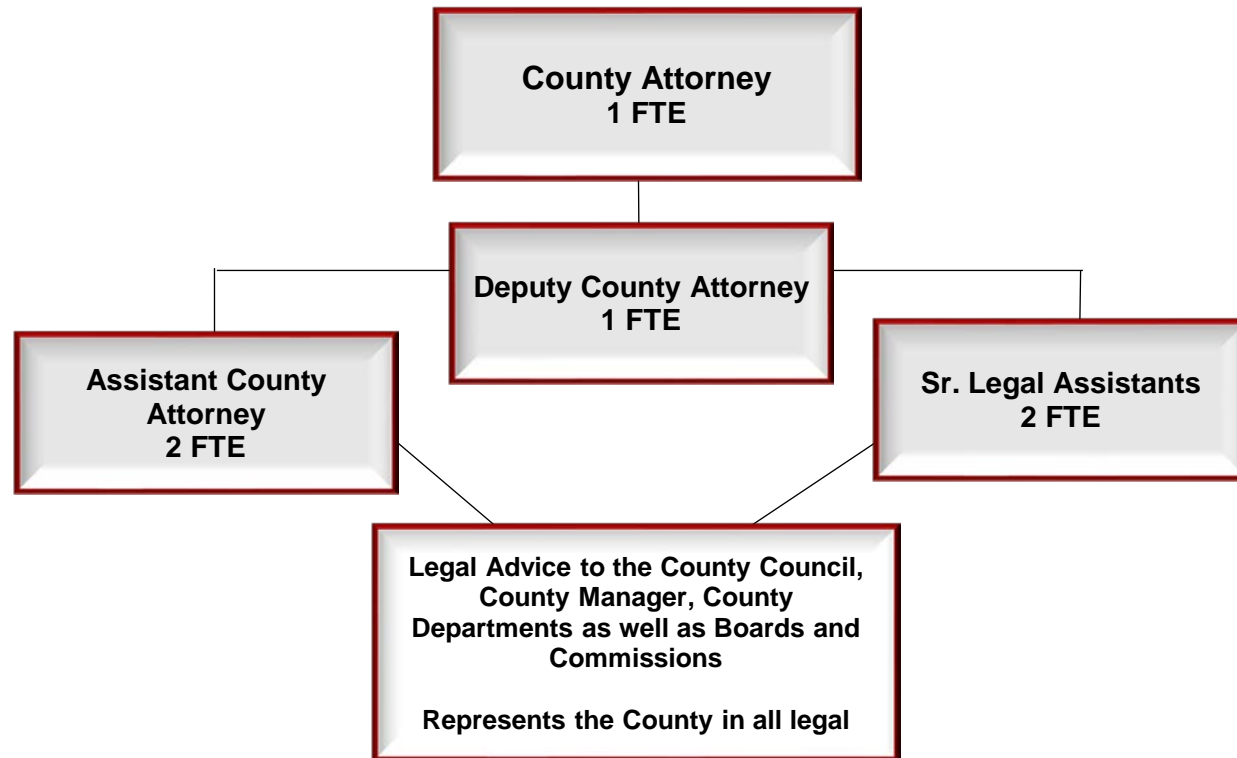 County Attorney
1 FTE
Deputy County Attorney
1 FTE
Assistant County
Attorney
2 FTE
Sr. Legal Assistants
2 FTE
Legal Advice to the County Council,
County Manager, County
Departments as well as Boards and
Commissions
Represents the County in all legal